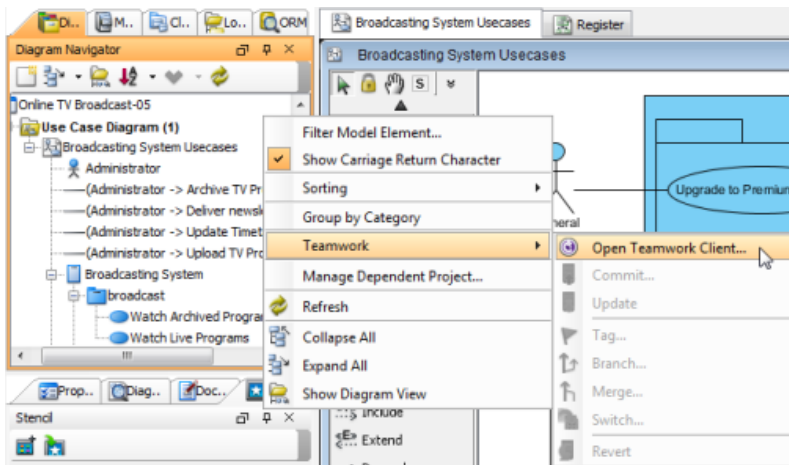 Di..
M..
Cl..
Lo..
ORM
Diagram Navigator
Online TV Broadcast-05
Use Case Diagram (1)
Broadcasting System Usecases
Administrator
(Administrator -> Archive TV Pr
(Administrator -> Deliver newsl
(Administrator -> Update Timet
(Administrator -> Upload TV Pro
Broadcasting System
broadcast
Watch Archived Progra
Watch Live Programs
Prop..
Diag..
Doc..
Stencil
Broadcasting System Usecases
Register
Broadcasting System Usecases
S
Filter Model Element...
Show Carriage Return Character
Sorting
Group by Category
Teamwork
Manage Dependent Project...
Refresh
Collapse All
Expand All
Show Diagram View
Include
Extend
neral
Upgrade to Premium
Open Teamwork Client...
Commit...
Update
Tag...
Branch...
Merge...
Switch...
Revert